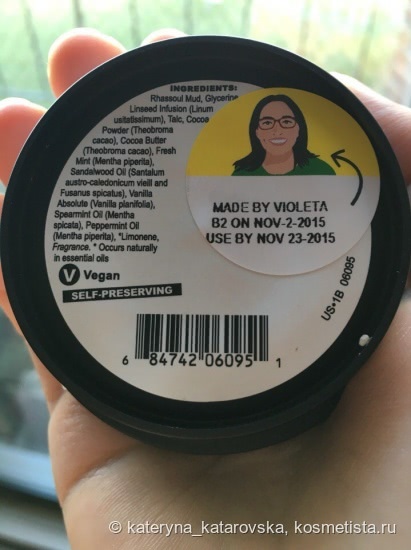 INGREDIENTS:
Rhassoul Mud, Glycerine,
Linseed Infusion (Linum
usitatissimum), Talc, Cocoa
Powder (Theobroma
cacao), Cocoa Butter
(Theobroma cacao), Fresh
Mint (Mentha piperita),
Sandalwood Oil (Santalum
austro-caledonicum vieill and
Fusanus spicatus), Vanilla
Absolute (Vanilla planifolia),
Spearmint Oil (Mentha
spicata), Peppermint Oil
(Mentha piperita), *Limonene,
Fragrance. * Occurs naturally
in essential oils
V Vegan
SELF-PRESERVING
MADE BY VIOLETA
B2 ON NOV-2-2015
USE BY NOV 23-2015
US•1B 06095
6 84742 06095 1
© kateryna_katarovska, kosmetista.ru